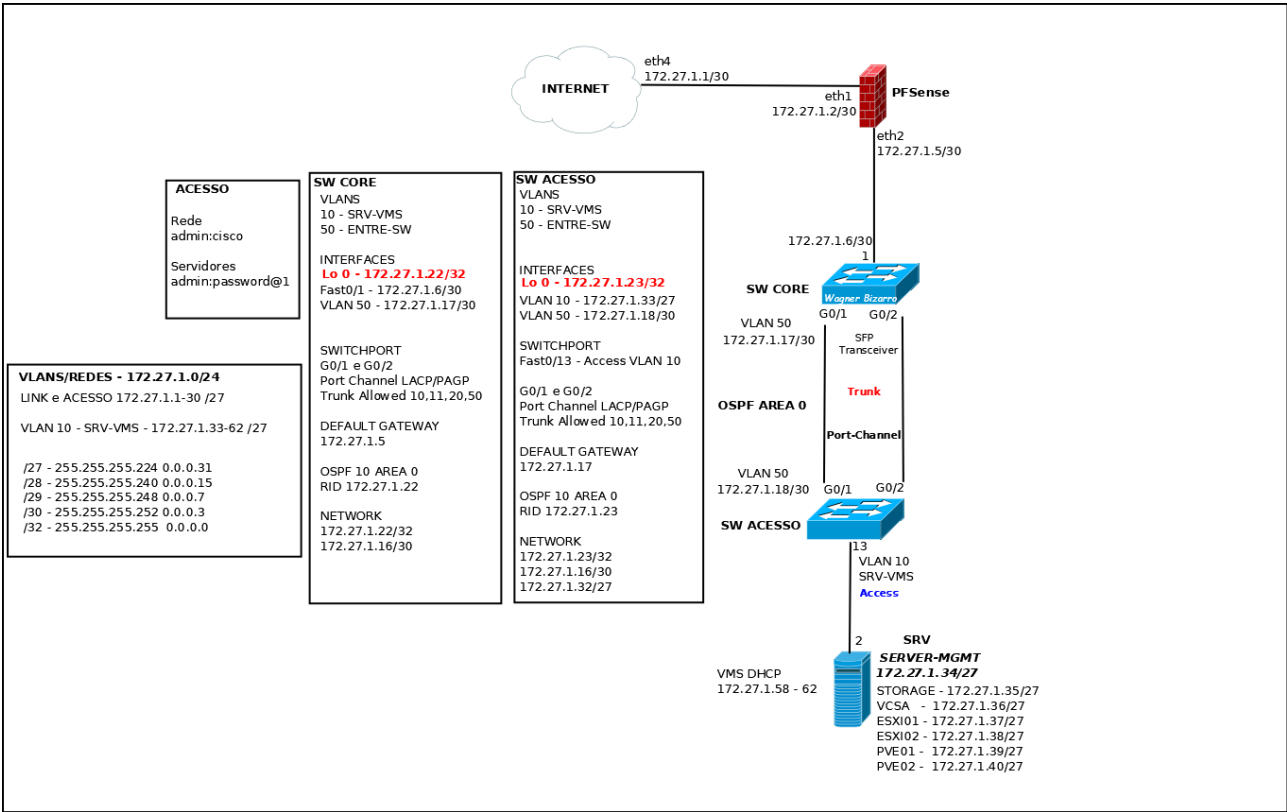 INTERNET
eth4
172.27.1.1/30
eth1
172.27.1.2/30
PFSense
eth2
172.27.1.5/30
ACESSO
Rede
admin:cisco
Servidores
admin:password@1
SW CORE
VLANS
10 - SRV-VMS
50 - ENTRE-SW
INTERFACES
Lo 0 - 172.27.1.22/32
Fast0/1 - 172.27.1.6/30
VLAN 50 - 172.27.1.17/30
SWITCHPORT
G0/1 e G0/2
Port Channel LACP/PAGP
Trunk Allowed 10,11,20,50
DEFAULT GATEWAY
172.27.1.5
OSPF 10 AREA 0
RID 172.27.1.22
NETWORK
172.27.1.22/32
172.27.1.16/30
SW ACESSO
VLANS
10 - SRV-VMS
50 - ENTRE-SW
INTERFACES
Lo 0 - 172.27.1.23/32
VLAN 10 - 172.27.1.33/27
VLAN 50 - 172.27.1.18/30
SWITCHPORT
Fast0/13 - Access VLAN 10
G0/1 e G0/2
Port Channel LACP/PAGP
Trunk Allowed 10,11,20,50
DEFAULT GATEWAY
172.27.1.17
OSPF 10 AREA 0
RID 172.27.1.23
NETWORK
172.27.1.23/32
172.27.1.16/30
172.27.1.32/27
VLANS/REDES - 172.27.1.0/24
LINK e ACESSO 172.27.1.1-30 /27
VLAN 10 - SRV-VMS - 172.27.1.33-62 /27
/27 - 255.255.255.224 0.0.0.31
/28 - 255.255.255.240 0.0.0.15
/29 - 255.255.255.248 0.0.0.7
/30 - 255.255.255.252 0.0.0.3
/32 - 255.255.255.255 0.0.0.0
172.27.1.6/30
1
SW CORE
Wagner Bizarro
G0/1
G0/2
VLAN 50
172.27.1.17/30
SFP
Transceiver
Trunk
OSPF AREA 0
Port-Channel
VLAN 50
172.27.1.18/30
G0/1
G0/2
SW ACESSO
13
VLAN 10
SRV-VMS
Access
2
SRV
SERVER-MGMT
172.27.1.34/27
VMS DHCP
172.27.1.58 - 62
STORAGE - 172.27.1.35/27
VCSA - 172.27.1.36/27
ESXI01 - 172.27.1.37/27
ESXI02 - 172.27.1.38/27
PVE01 - 172.27.1.39/27
PVE02 - 172.27.1.40/27